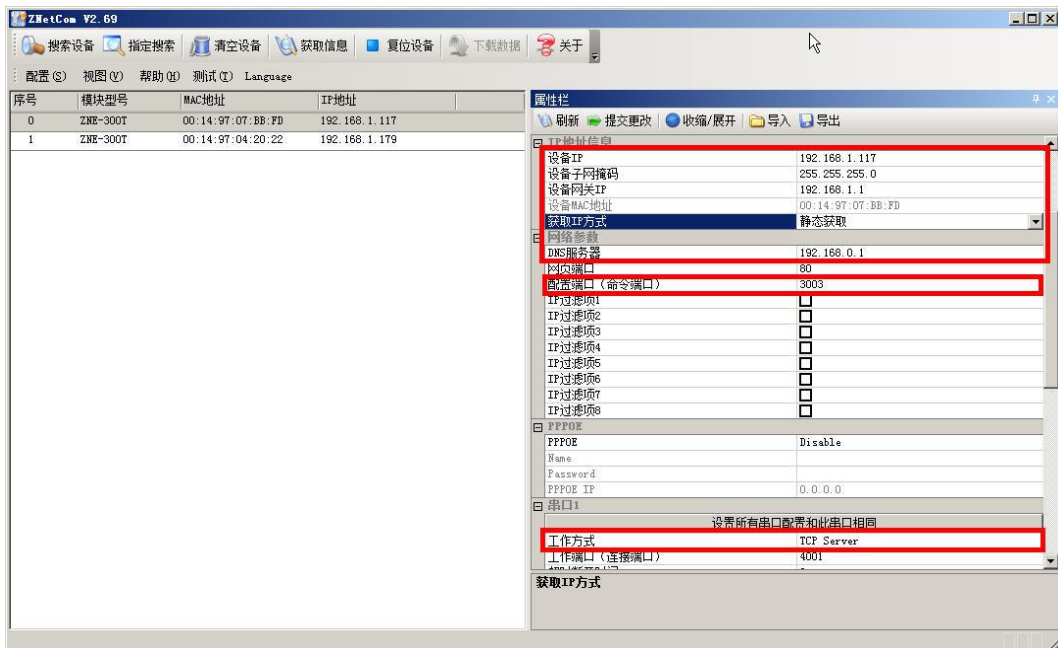 ZNetCom V2.69
搜索设备 指定搜索 清空设备 获取信息 复位设备 下载数据 关于
配置(S) 视图(V) 帮助(H) 测试(T) Language
序号 模块型号 MAC地址 IP地址
0 ZNE-300T 00:14:97:07:BB:FD 192.168.1.117
1 ZNE-300T 00:14:97:04:20:22 192.168.1.179
属性栏
刷新 提交更改 收缩/展开 导入 导出
IP地址信息
设备IP 192.168.1.117
设备子网掩码 255.255.255.0
设备网关IP 192.168.1.1
设备MAC地址 00:14:97:07:BB:FD
获取IP方式 静态获取
网络参数
DNS服务器 192.168.0.1
网页端口 80
配置端口（命令端口） 3003
IP过滤项1
IP过滤项2
IP过滤项3
IP过滤项4
IP过滤项5
IP过滤项6
IP过滤项7
IP过滤项8
PPPOE
PPPOE Disable
Name
Password
PPPOE IP 0.0.0.0
串口1
设置所有串口配置和此串口相同
工作方式 TCP Server
工作端口（连接端口） 4001
获取IP方式